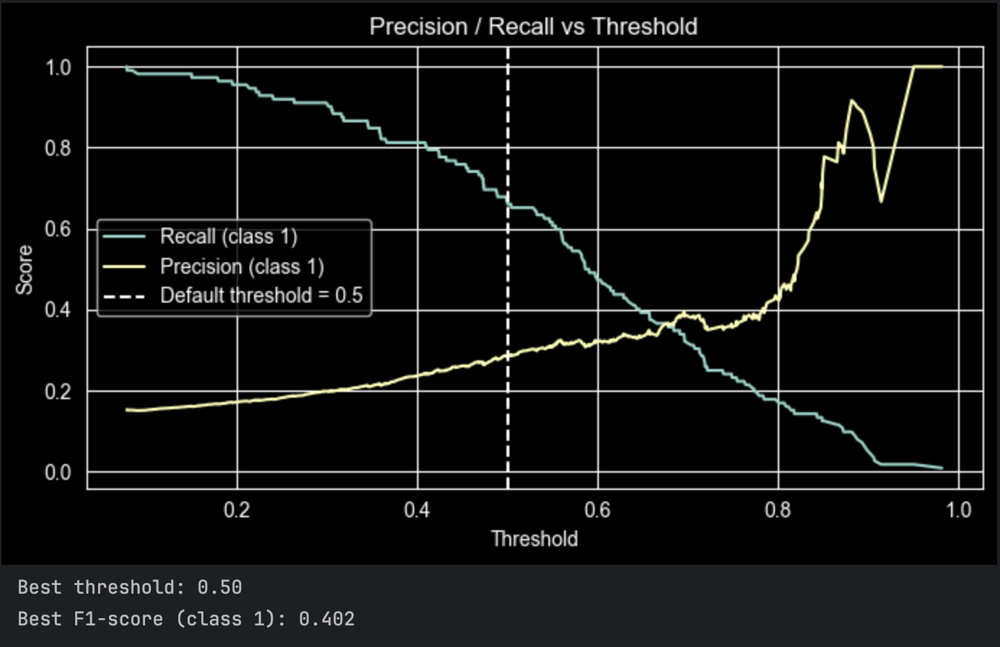 Precision / Recall vs Threshold
1.0
0.8
0.6
0.4
0.2
0.0
Score
Recall (class 1)
Precision (class 1)
Default threshold = 0.5
0.2 0.4 0.6 0.8 1.0
Threshold
Best threshold: 0.50
Best F1-score (class 1): 0.402